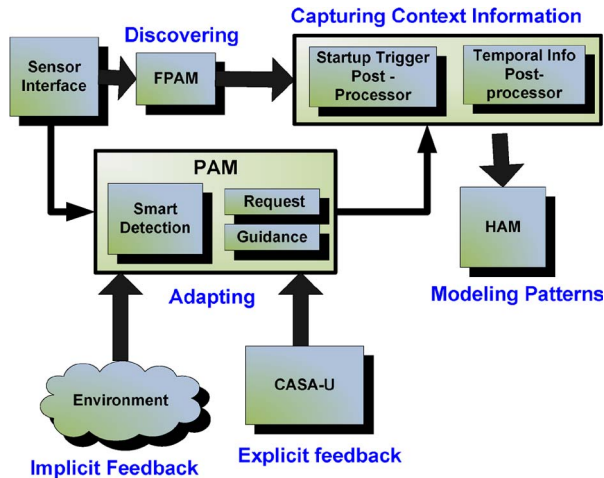 Capturing Context Information
Discovering
Sensor
Interface
FPAM
Startup Trigger
Post -
Processor
Temporal Info
Post-
processor
PAM
Smart
Detection
Request
Guidance
HAM
Adapting
Modeling Patterns
Environment
CASA-U
Implicit Feedback
Explicit feedback